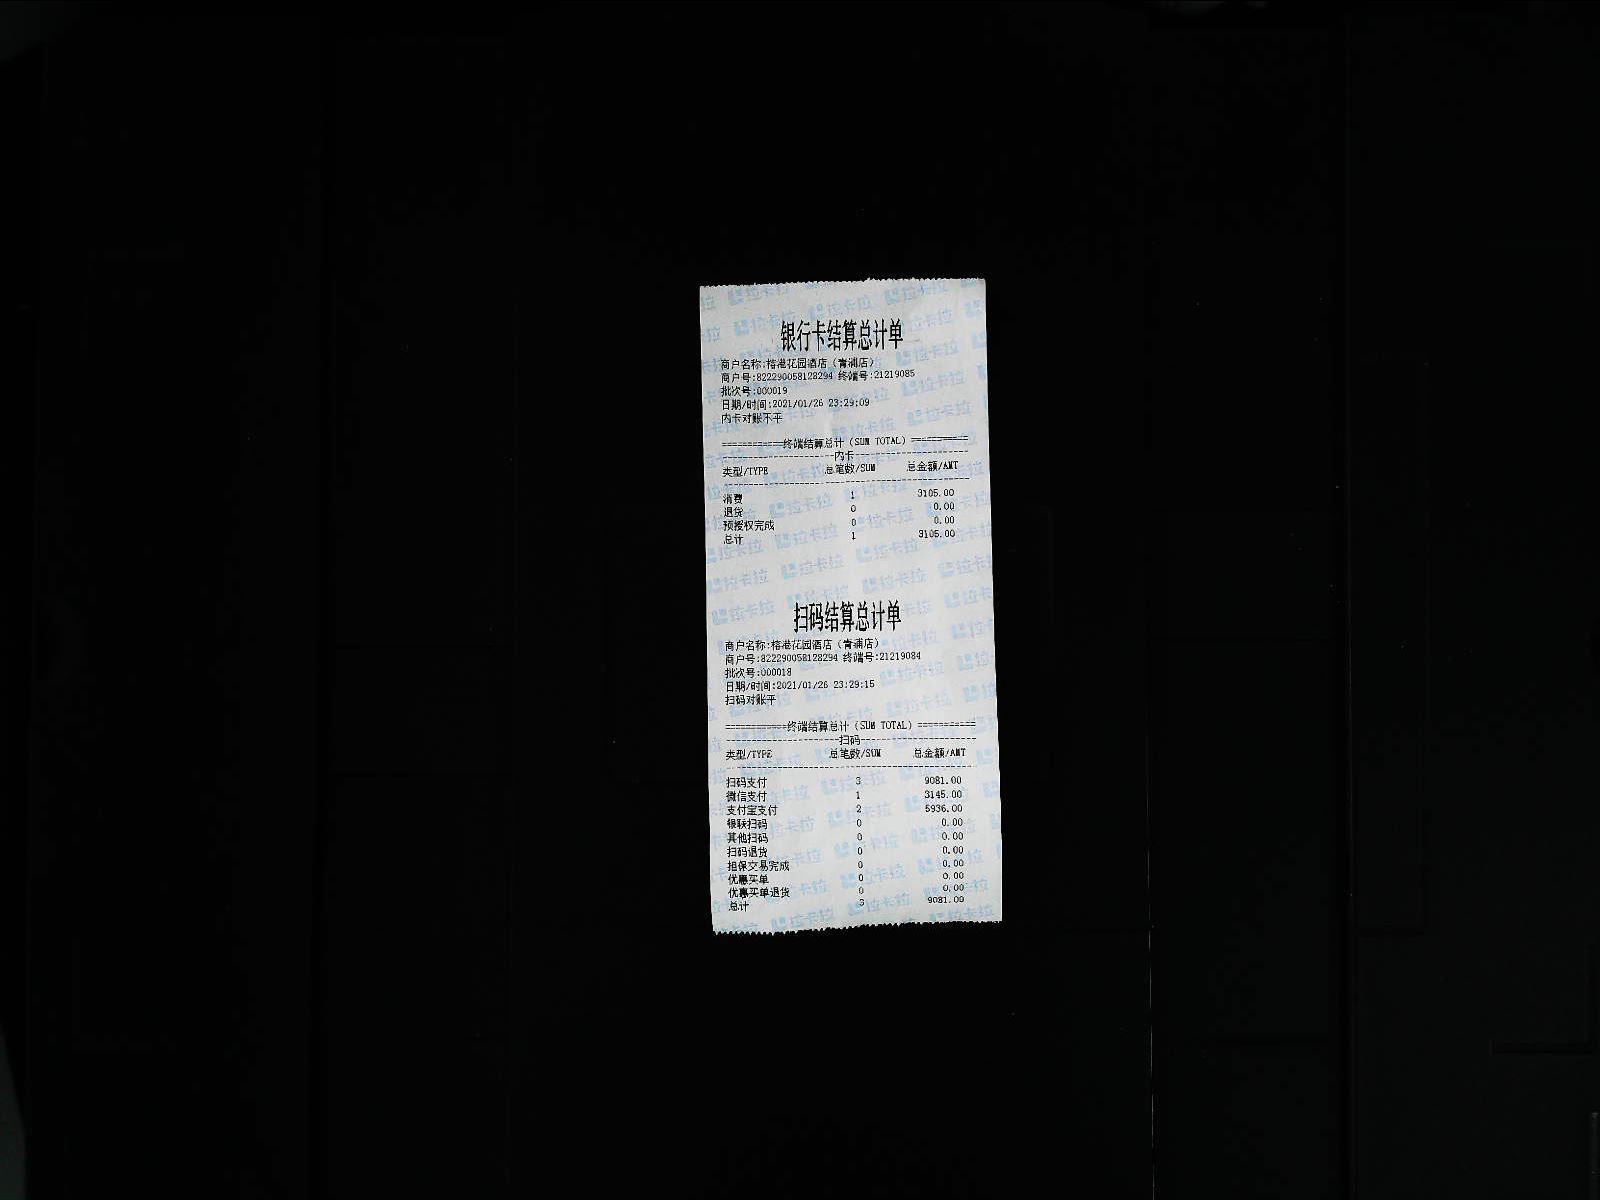 银行卡结算总计单
商户名称:榕港花园酒店（青浦店）
商户号:822290058128294 终端号:21219085
批次号:000019
日期/时间:2021/01/26 23:29:09
内卡对账不平
============终端结算总计（SUM TOTAL）===========
----------------------内卡----------------------
类型/TYPE 总笔数/SUM 总金额/AMT
消费 1 3105.00
退货 0 0.00
预授权完成 0 0.00
总计 1 3105.00
扫码结算总计单
商户名称:榕港花园酒店（青浦店）
商户号:822290058128294 终端号:21219084
批次号:000018
日期/时间:2021/01/26 23:29:15
扫码对账平
============终端结算总计（SUM TOTAL）===========
----------------------扫码----------------------
类型/TYPE 总笔数/SUM 总金额/AMT
扫码支付 3 9081.00
微信支付 1 3145.00
支付宝支付 2 5936.00
银联扫码 0 0.00
其他扫码 0 0.00
扫码退货 0 0.00
担保交易完成 0 0.00
优惠买单 0 0.00
优惠买单退货 0 0.00
总计 3 9081.00
拉卡拉